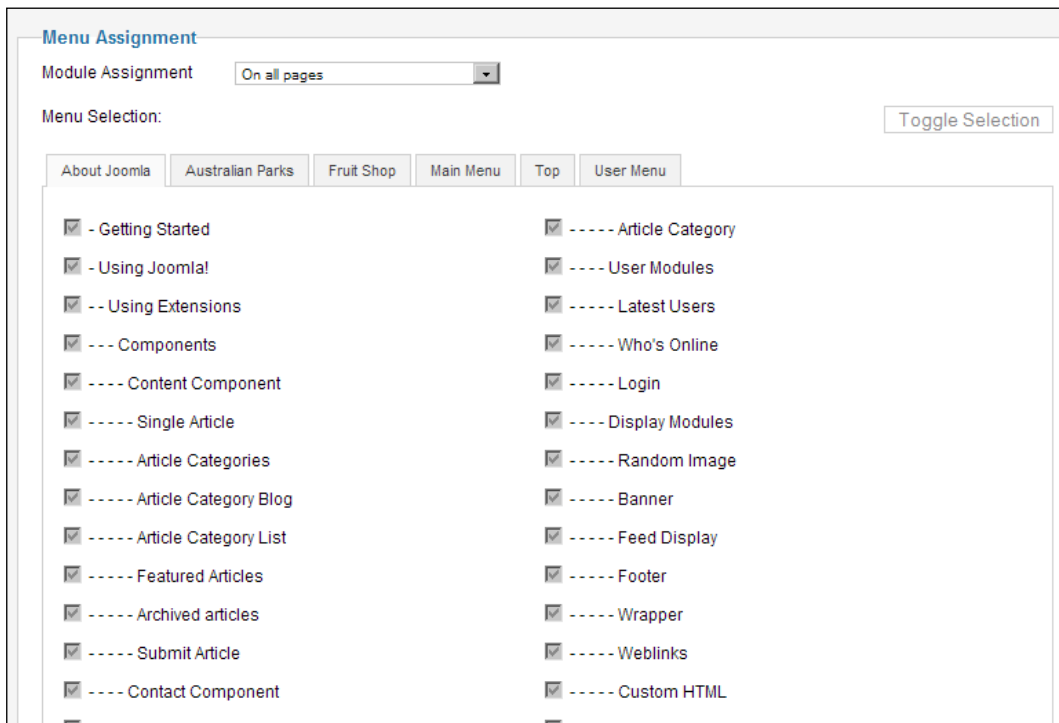 Menu Assignment
Module Assignment
On all pages
Menu Selection:
Toggle Selection
About Joomla
Australian Parks
Fruit Shop
Main Menu
Top
User Menu
- Getting Started
- Using Joomla!
- - Using Extensions
- - - Components
- - - - Content Component
- - - - - Single Article
- - - - - Article Categories
- - - - - Article Category Blog
- - - - - Article Category List
- - - - - Featured Articles
- - - - - Archived articles
- - - - - Submit Article
- - - - Contact Component
- - - - - Article Category
- - - - User Modules
- - - - - Latest Users
- - - - - Who's Online
- - - - - Login
- - - - Display Modules
- - - - - Random Image
- - - - - Banner
- - - - - Feed Display
- - - - - Footer
- - - - - Wrapper
- - - - - Weblinks
- - - - - Custom HTML